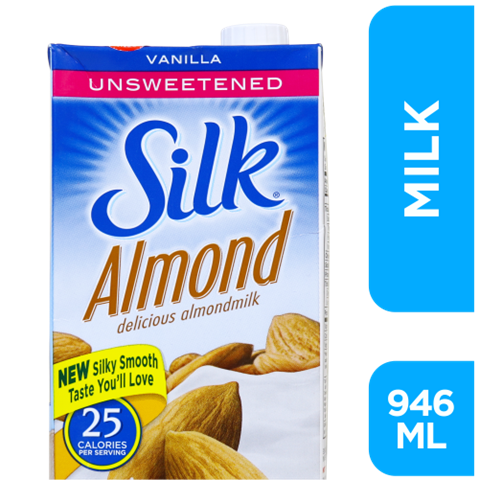 VANILLA
UNSWEETENED
Silk®
Almond
delicious almondmilk
NEW Silky Smooth
Taste You'll Love
25
CALORIES
PER SERVING
MILK
946
ML